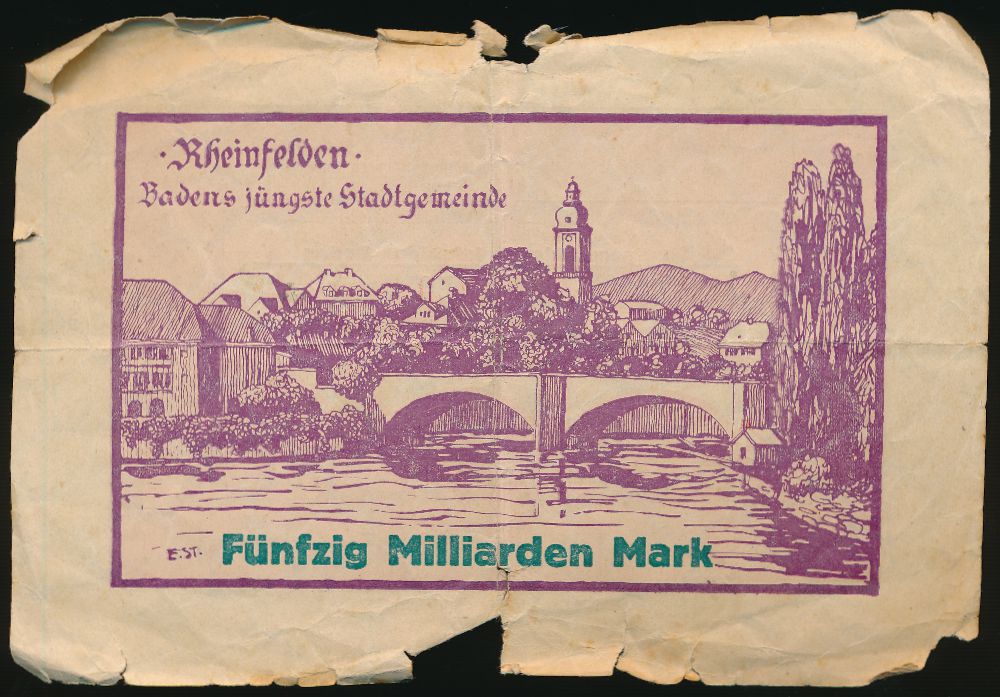 ·Rheinfelden·
Badens jüngste Stadtgemeinde
E.ST.
Fünfzig Milliarden Mark